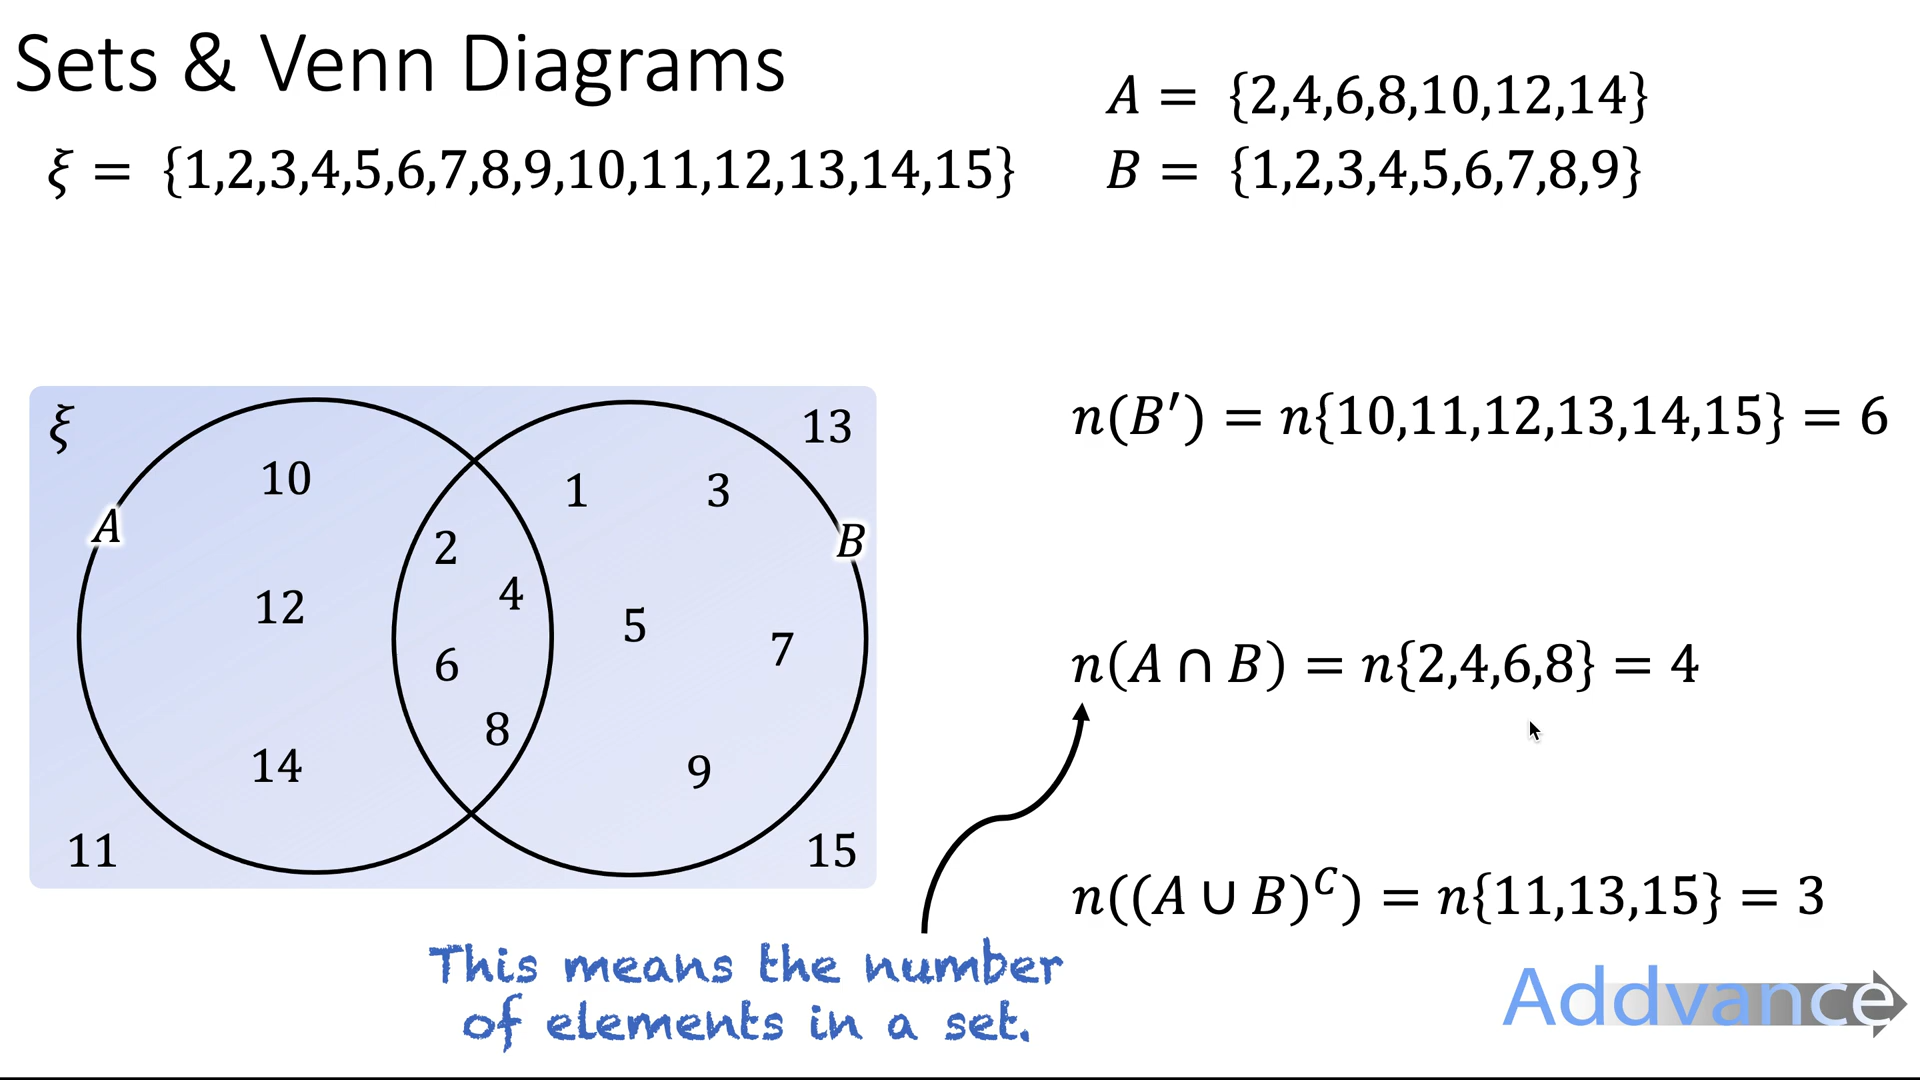 Sets & Venn Diagrams
A = {2,4,6,8,10,12,14}
ξ = {1,2,3,4,5,6,7,8,9,10,11,12,13,14,15}
B = {1,2,3,4,5,6,7,8,9}
ξ
13
10
1
3
A
B
2
4
12
5
7
6
8
14
9
11
15
n(B′) = n{10,11,12,13,14,15} = 6
n(A ∩ B) = n{2,4,6,8} = 4
n((A ∪ B)ᶜ) = n{11,13,15} = 3
This means the number
of elements in a set.
Addvance